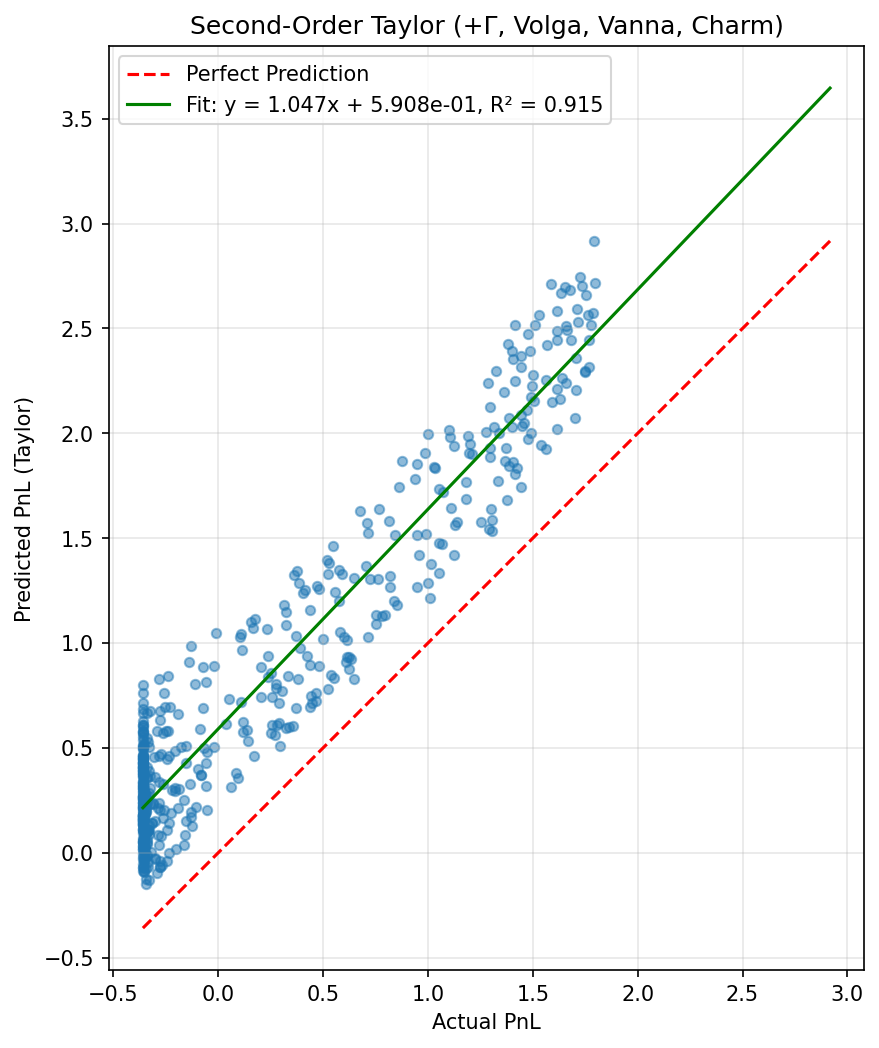 Second-Order Taylor (+Γ, Volga, Vanna, Charm)
Perfect Prediction
Fit: y = 1.047x + 5.908e-01, R² = 0.915
Predicted PnL (Taylor)
3.5
3.0
2.5
2.0
1.5
1.0
0.5
0.0
−0.5
−0.5 0.0 0.5 1.0 1.5 2.0 2.5 3.0
Actual PnL